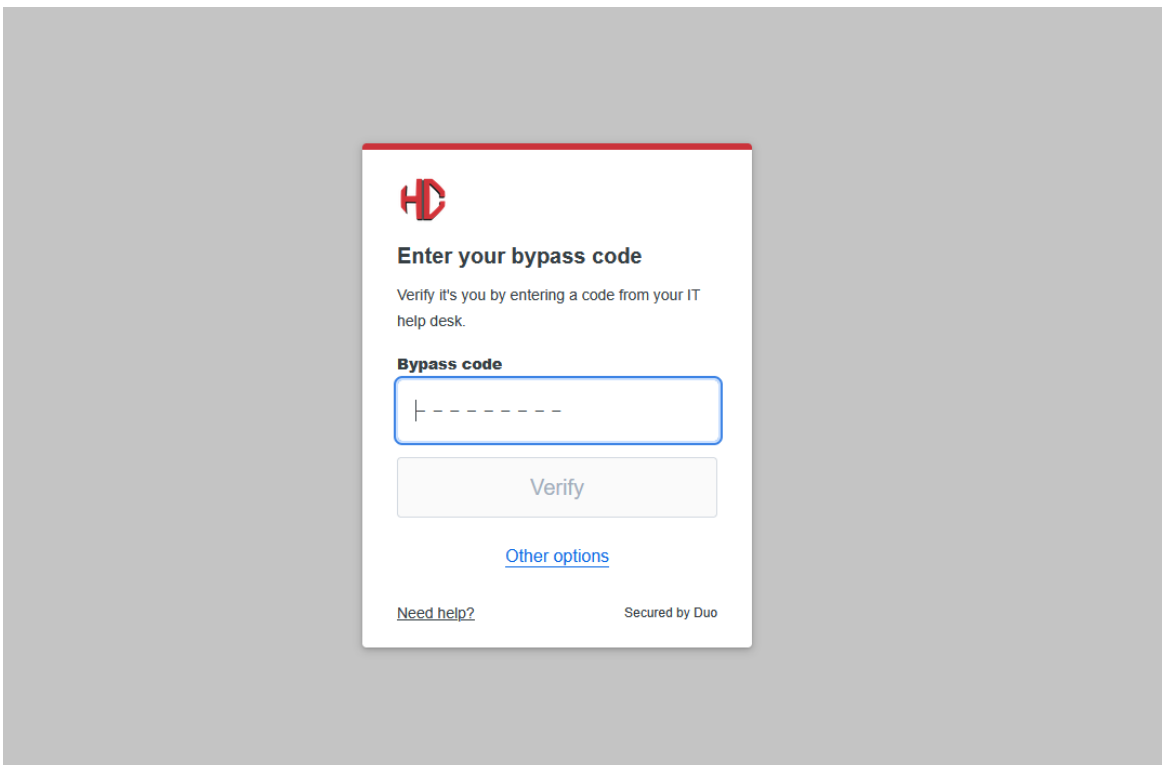 HC
Enter your bypass code
Verify it's you by entering a code from your IT
help desk.
Bypass code
Verify
Other options
Need help?
Secured by Duo